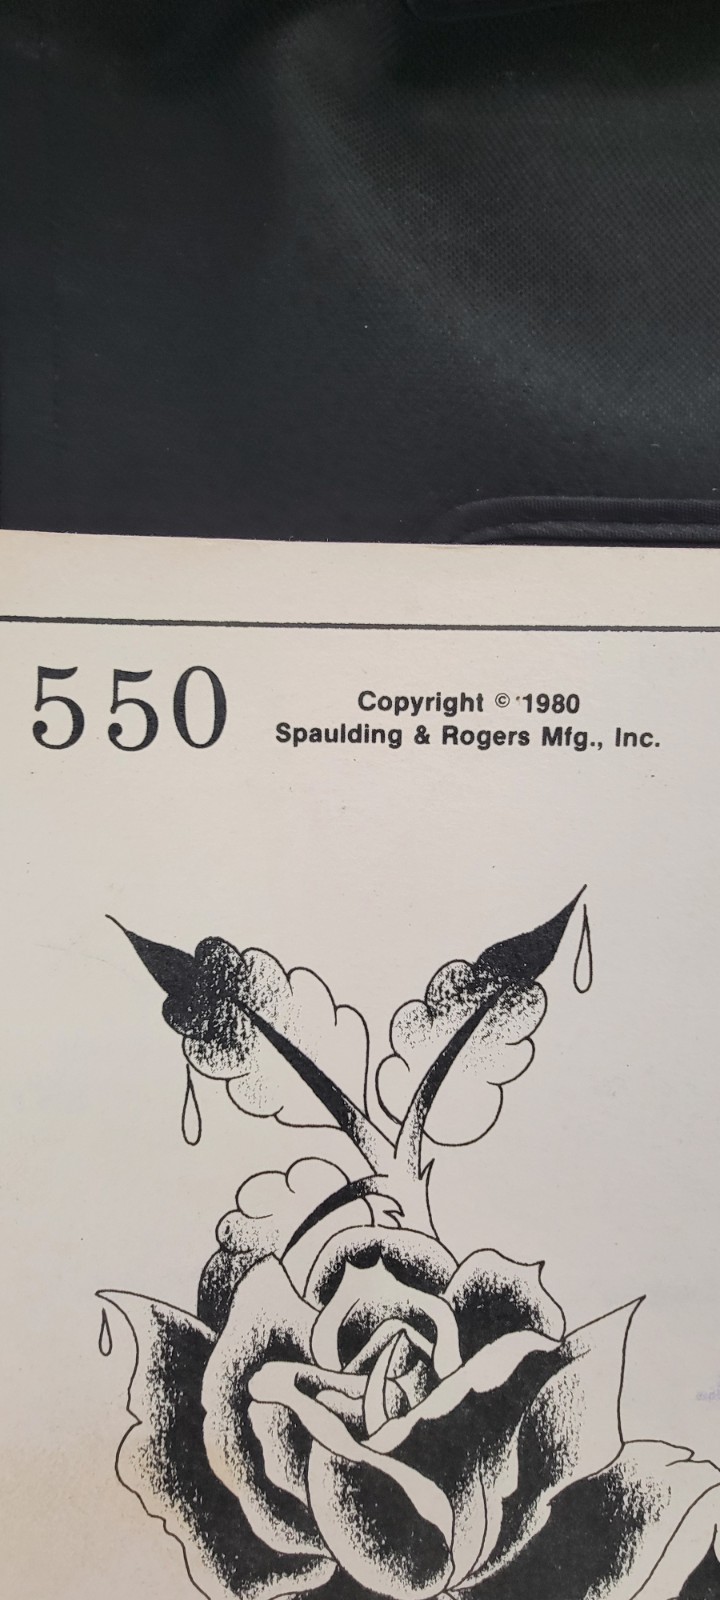 550
Copyright © 1980
Spaulding & Rogers Mfg., Inc.